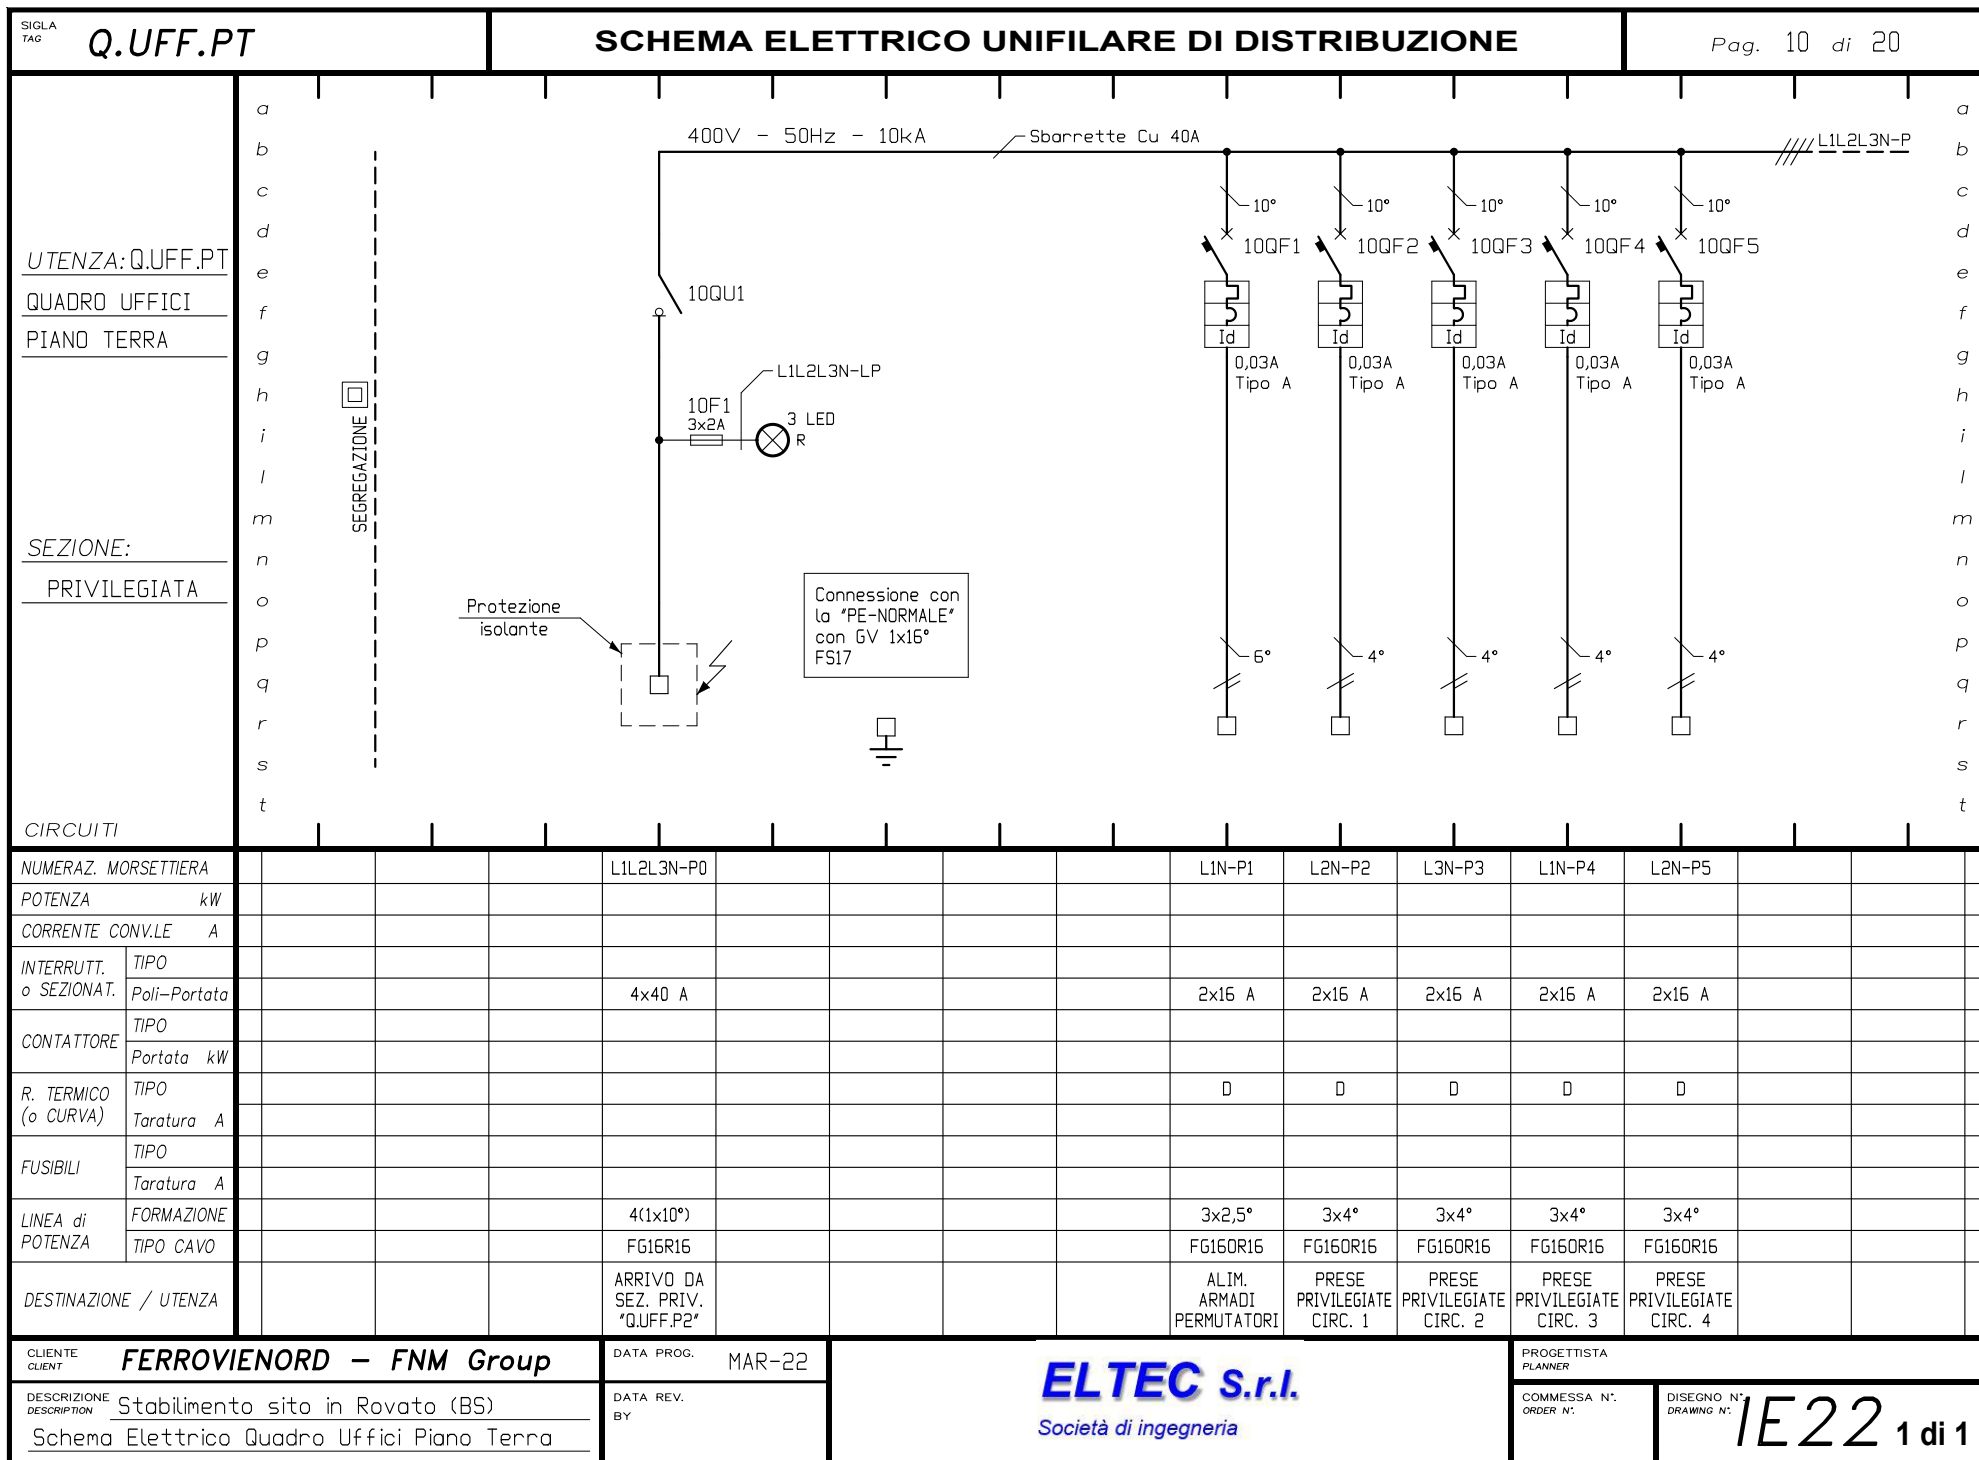 SIGLA
TAG
Q.UFF.PT
SCHEMA ELETTRICO UNIFILARE DI DISTRIBUZIONE
Pag. 10 di 20
UTENZA: Q.UFF.PT
QUADRO UFFICI
PIANO TERRA
SEZIONE:
PRIVILEGIATA
CIRCUITI
a
b
c
d
e
f
g
h
i
l
m
n
o
p
q
r
s
t
SEGREGAZIONE
400V - 50Hz - 10kA
Sbarrette Cu 40A
L1L2L3N-P
10QU1
L1L2L3N-LP
10F1
3x2A
3 LED
R
Protezione
isolante
Connessione con
la "PE-NORMALE"
con GV 1x16°
FS17
10° 10° 10° 10° 10°
10QF1 10QF2 10QF3 10QF4 10QF5
Id Id Id Id Id
0,03A 0,03A 0,03A 0,03A 0,03A
Tipo A Tipo A Tipo A Tipo A Tipo A
6° 4° 4° 4° 4°
a
b
c
d
e
f
g
h
i
l
m
n
o
p
q
r
s
t
NUMERAZ. MORSETTIERA L1L2L3N-P0 L1N-P1 L2N-P2 L3N-P3 L1N-P4 L2N-P5
POTENZA kW
CORRENTE CONV.LE A
INTERRUTT.
o SEZIONAT.
TIPO
Poli-Portata 4x40 A 2x16 A 2x16 A 2x16 A 2x16 A 2x16 A
CONTATTORE
TIPO
Portata kW
R. TERMICO
(o CURVA)
TIPO D D D D D
Taratura A
FUSIBILI
TIPO
Taratura A
LINEA di
POTENZA
FORMAZIONE 4(1x10°) 3x2,5° 3x4° 3x4° 3x4° 3x4°
TIPO CAVO FG16R16 FG16OR16 FG16OR16 FG16OR16 FG16OR16 FG16OR16
DESTINAZIONE / UTENZA
ARRIVO DA
SEZ. PRIV.
"Q.UFF.P2"
ALIM.
ARMADI
PERMUTATORI
PRESE
PRIVILEGIATE
CIRC. 1
PRESE
PRIVILEGIATE
CIRC. 2
PRESE
PRIVILEGIATE
CIRC. 3
PRESE
PRIVILEGIATE
CIRC. 4
CLIENTE
CLIENT
FERROVIENORD - FNM Group
DESCRIZIONE
DESCRIPTION
Stabilimento sito in Rovato (BS)
Schema Elettrico Quadro Uffici Piano Terra
DATA PROG. MAR-22
DATA REV.
BY
ELTEC S.r.l.
Società di ingegneria
PROGETTISTA
PLANNER
COMMESSA N°.
ORDER N°.
DISEGNO N°.
DRAWING N°.
IE22 1 di 1